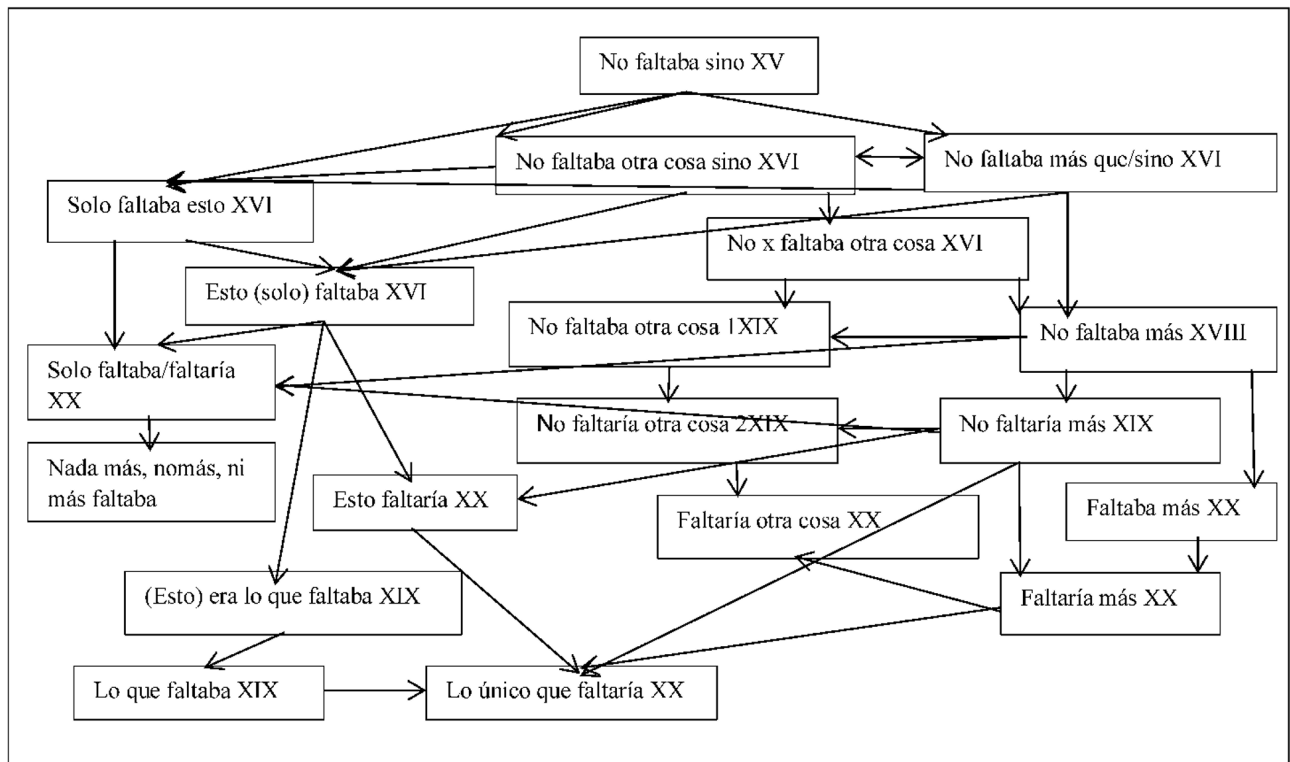 No faltaba sino XV
No faltaba otra cosa sino XVI
No faltaba más que/sino XVI
Solo faltaba esto XVI
No x faltaba otra cosa XVI
Esto (solo) faltaba XVI
No faltaba otra cosa 1XIX
No faltaba más XVIII
Solo faltaba/faltaría
XX
No faltaría otra cosa 2XIX
No faltaría más XIX
Nada más, nomás, ni
más faltaba
Esto faltaría XX
Faltaría otra cosa XX
Faltaba más XX
(Esto) era lo que faltaba XIX
Faltaría más XX
Lo que faltaba XIX
Lo único que faltaría XX